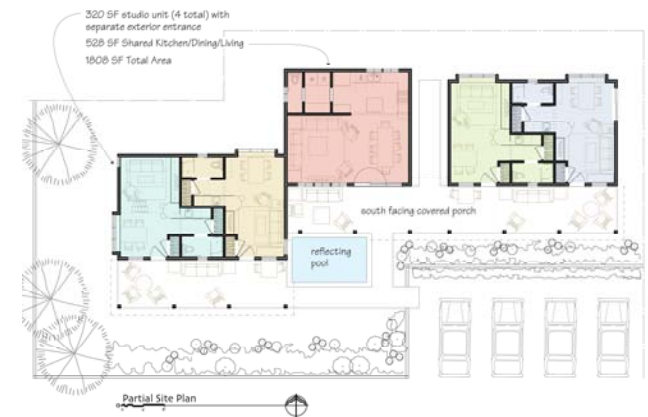 320 SF studio unit (4 total) with
separate exterior entrance
528 SF Shared Kitchen/Dining/Living
1808 SF Total Area
south facing covered porch
reflecting
pool
Partial Site Plan